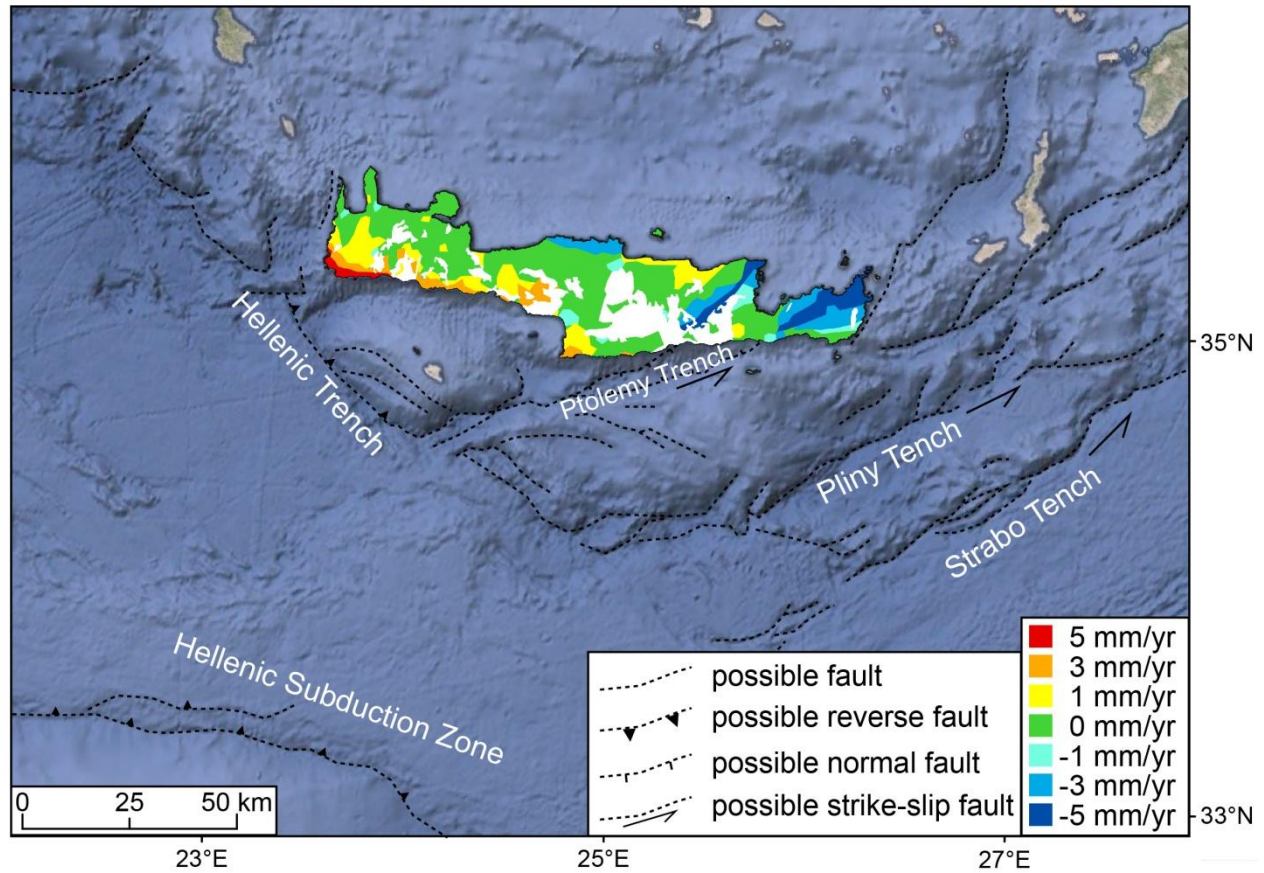 Hellenic Trench
Ptolemy Trench
Pliny Tench
Strabo Tench
Hellenic Subduction Zone
35°N
33°N
possible fault
possible reverse fault
possible normal fault
possible strike-slip fault
5 mm/yr
3 mm/yr
1 mm/yr
0 mm/yr
-1 mm/yr
-3 mm/yr
-5 mm/yr
0 25 50 km
23°E 25°E 27°E